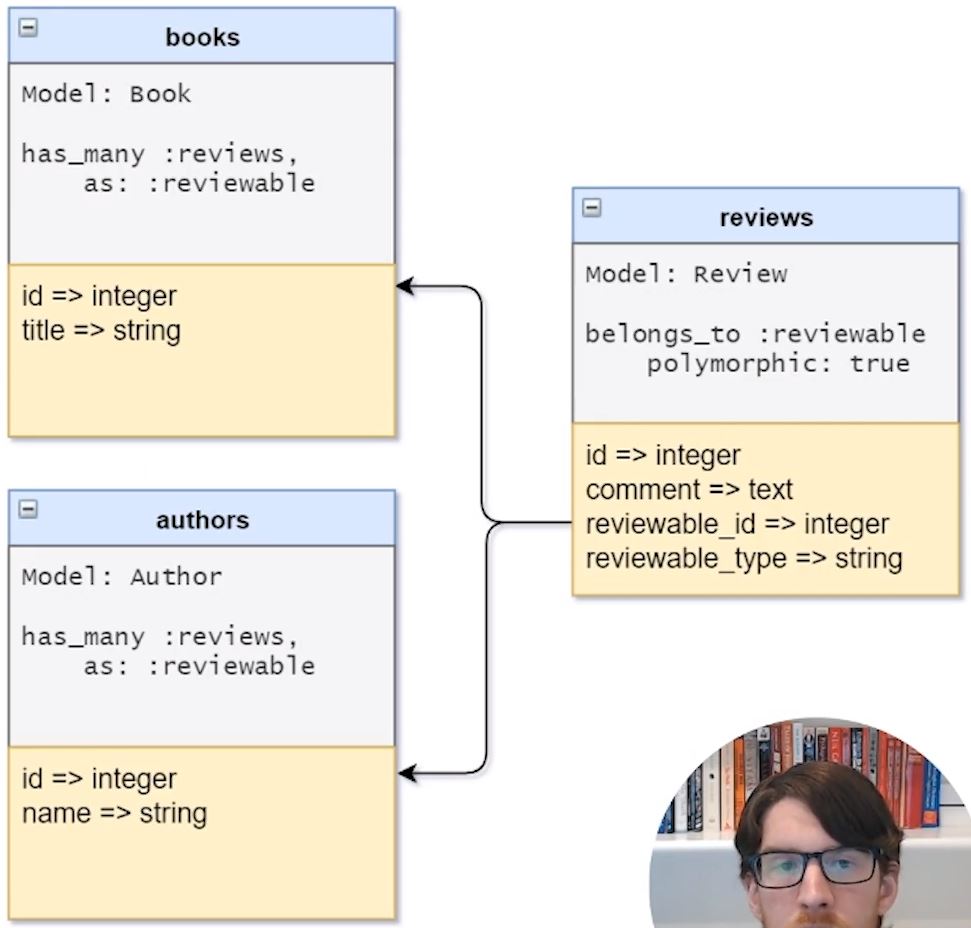 books
Model: Book
has_many :reviews,
as: :reviewable
id => integer
title => string
authors
Model: Author
has_many :reviews,
as: :reviewable
id => integer
name => string
reviews
Model: Review
belongs_to :reviewable
polymorphic: true
id => integer
comment => text
reviewable_id => integer
reviewable_type => string